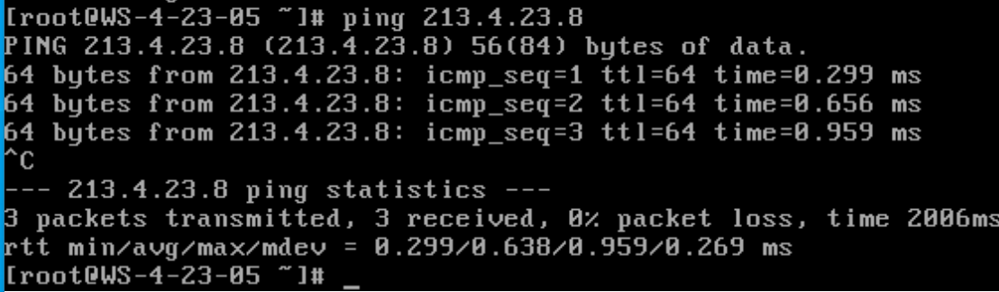 [root@WS-4-23-05 ~]# ping 213.4.23.8
PING 213.4.23.8 (213.4.23.8) 56(84) bytes of data.
64 bytes from 213.4.23.8: icmp_seq=1 ttl=64 time=0.299 ms
64 bytes from 213.4.23.8: icmp_seq=2 ttl=64 time=0.656 ms
64 bytes from 213.4.23.8: icmp_seq=3 ttl=64 time=0.959 ms
^C
--- 213.4.23.8 ping statistics ---
3 packets transmitted, 3 received, 0% packet loss, time 2006ms
rtt min/avg/max/mdev = 0.299/0.638/0.959/0.269 ms
[root@WS-4-23-05 ~]# _